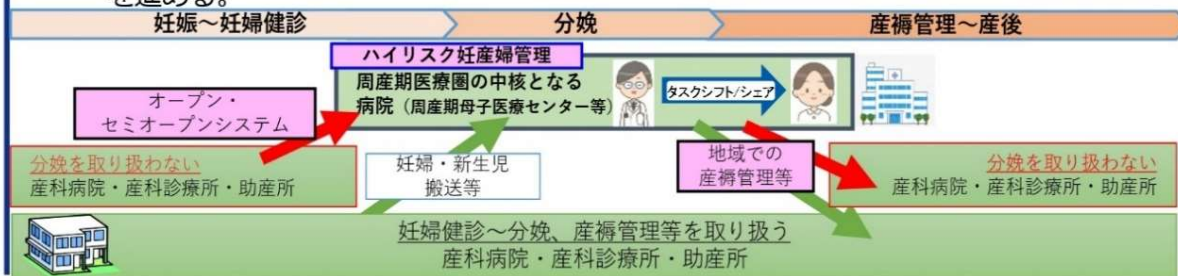 を進める。
妊娠～妊婦健診
分娩
産褥管理～産後
ハイリスク妊産婦管理
周産期医療圏の中核となる
病院（周産期母子医療センター等）
タスクシフト/シェア
オープン・
セミオープンシステム
分娩を取り扱わない
産科病院・産科診療所・助産所
妊婦・新生児
搬送等
地域での
産褥管理等
分娩を取り扱わない
産科病院・産科診療所・助産所
妊婦健診～分娩、産褥管理等を取り扱う
産科病院・産科診療所・助産所